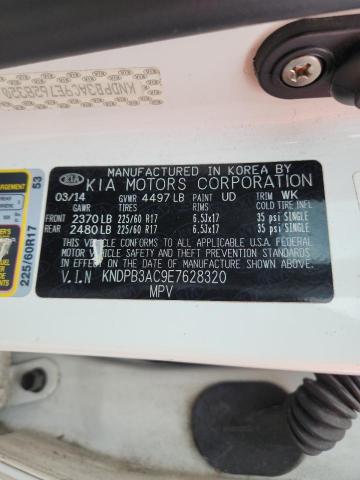 KNDPB3AC9E7628320
MANUFACTURED IN KOREA BY
KIA KIA MOTORS CORPORATION
03/14 GVWR 4497 LB PAINT UD TRIM WK
GAWR TIRES RIMS COLD TIRE INFL
FRONT 2370 LB 225/60 R17 6.5Jx17 35 psi SINGLE
REAR 2480 LB 225/60 R17 6.5Jx17 35 psi SINGLE
THIS VEHICLE CONFORMS TO ALL APPLICABLE U.S.A FEDERAL
MOTOR VEHICLE SAFETY AND THEFT PREVENTION STANDARDS
IN EFFECT ON THE DATE OF MANUFACTURE SHOWN ABOVE.
V.I.N KNDPB3AC9E7628320
MPV
53
225/60R17